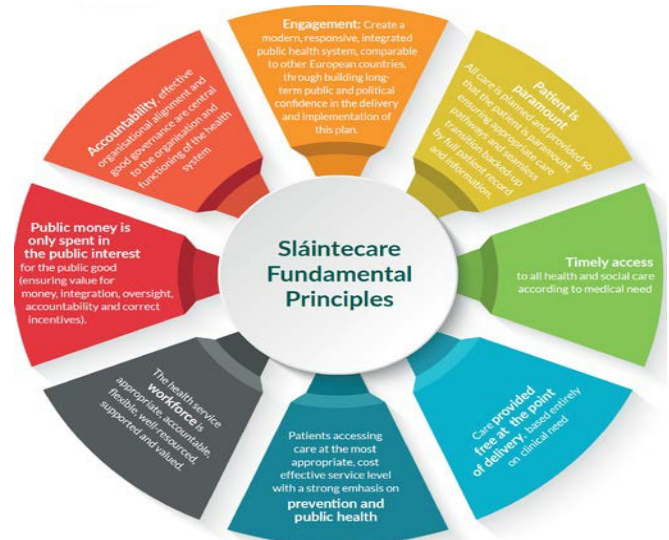 Sláintecare
Fundamental
Principles
Engagement: Create a
modern, responsive, integrated
public health system, comparable
to other European countries,
through building long-
term public and political
confidence in the delivery
and implementation of
this plan.
Patient is
paramount
All care is planned and provided so
that the patient is paramount,
ensuring appropriate care
pathways and seamless
transition backed-up
by full patient record
and information.
Timely access
to all health and social care
according to medical need
Care provided
free at the point
of delivery, based entirely
on clinical need
Patients accessing
care at the most
appropriate, cost
effective service level
with a strong emhasis on
prevention and
public health
The health service
workforce is
appropriate, accountable,
flexible, well-resourced,
supported and valued.
Public money is
only spent in
the public interest
for the public good
(ensuring value for
money, integration, oversight,
accountability and correct
incentives).
Accountability, effective
organisational alignment and
good governance are central
to the organisation and
functioning of the health
system